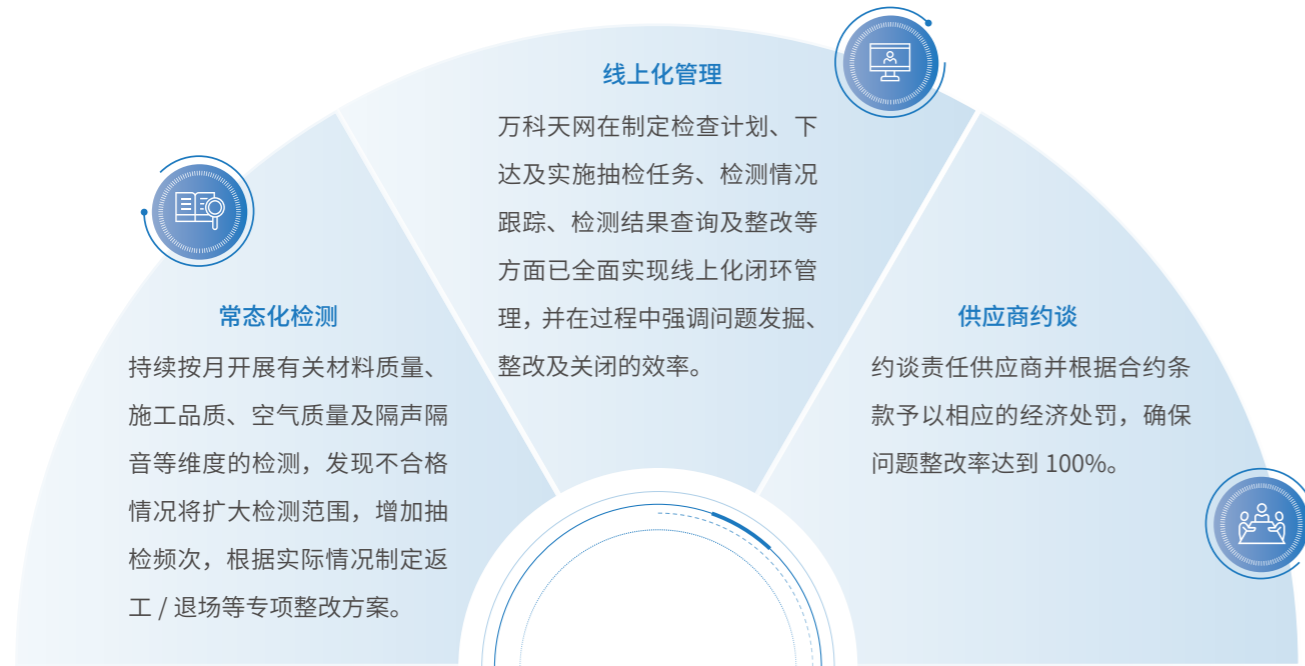 常态化检测
持续按月开展有关材料质量、
施工品质、空气质量及隔声隔
音等维度的检测，发现不合格
情况将扩大检测范围，增加抽
检频次，根据实际情况制定返
工 / 退场等专项整改方案。
线上化管理
万科天网在制定检查计划、下
达及实施抽检任务、检测情况
跟踪、检测结果查询及整改等
方面已全面实现线上化闭环管
理，并在过程中强调问题发掘、
整改及关闭的效率。
供应商约谈
约谈责任供应商并根据合约条
款予以相应的经济处罚，确保
问题整改率达到 100%。